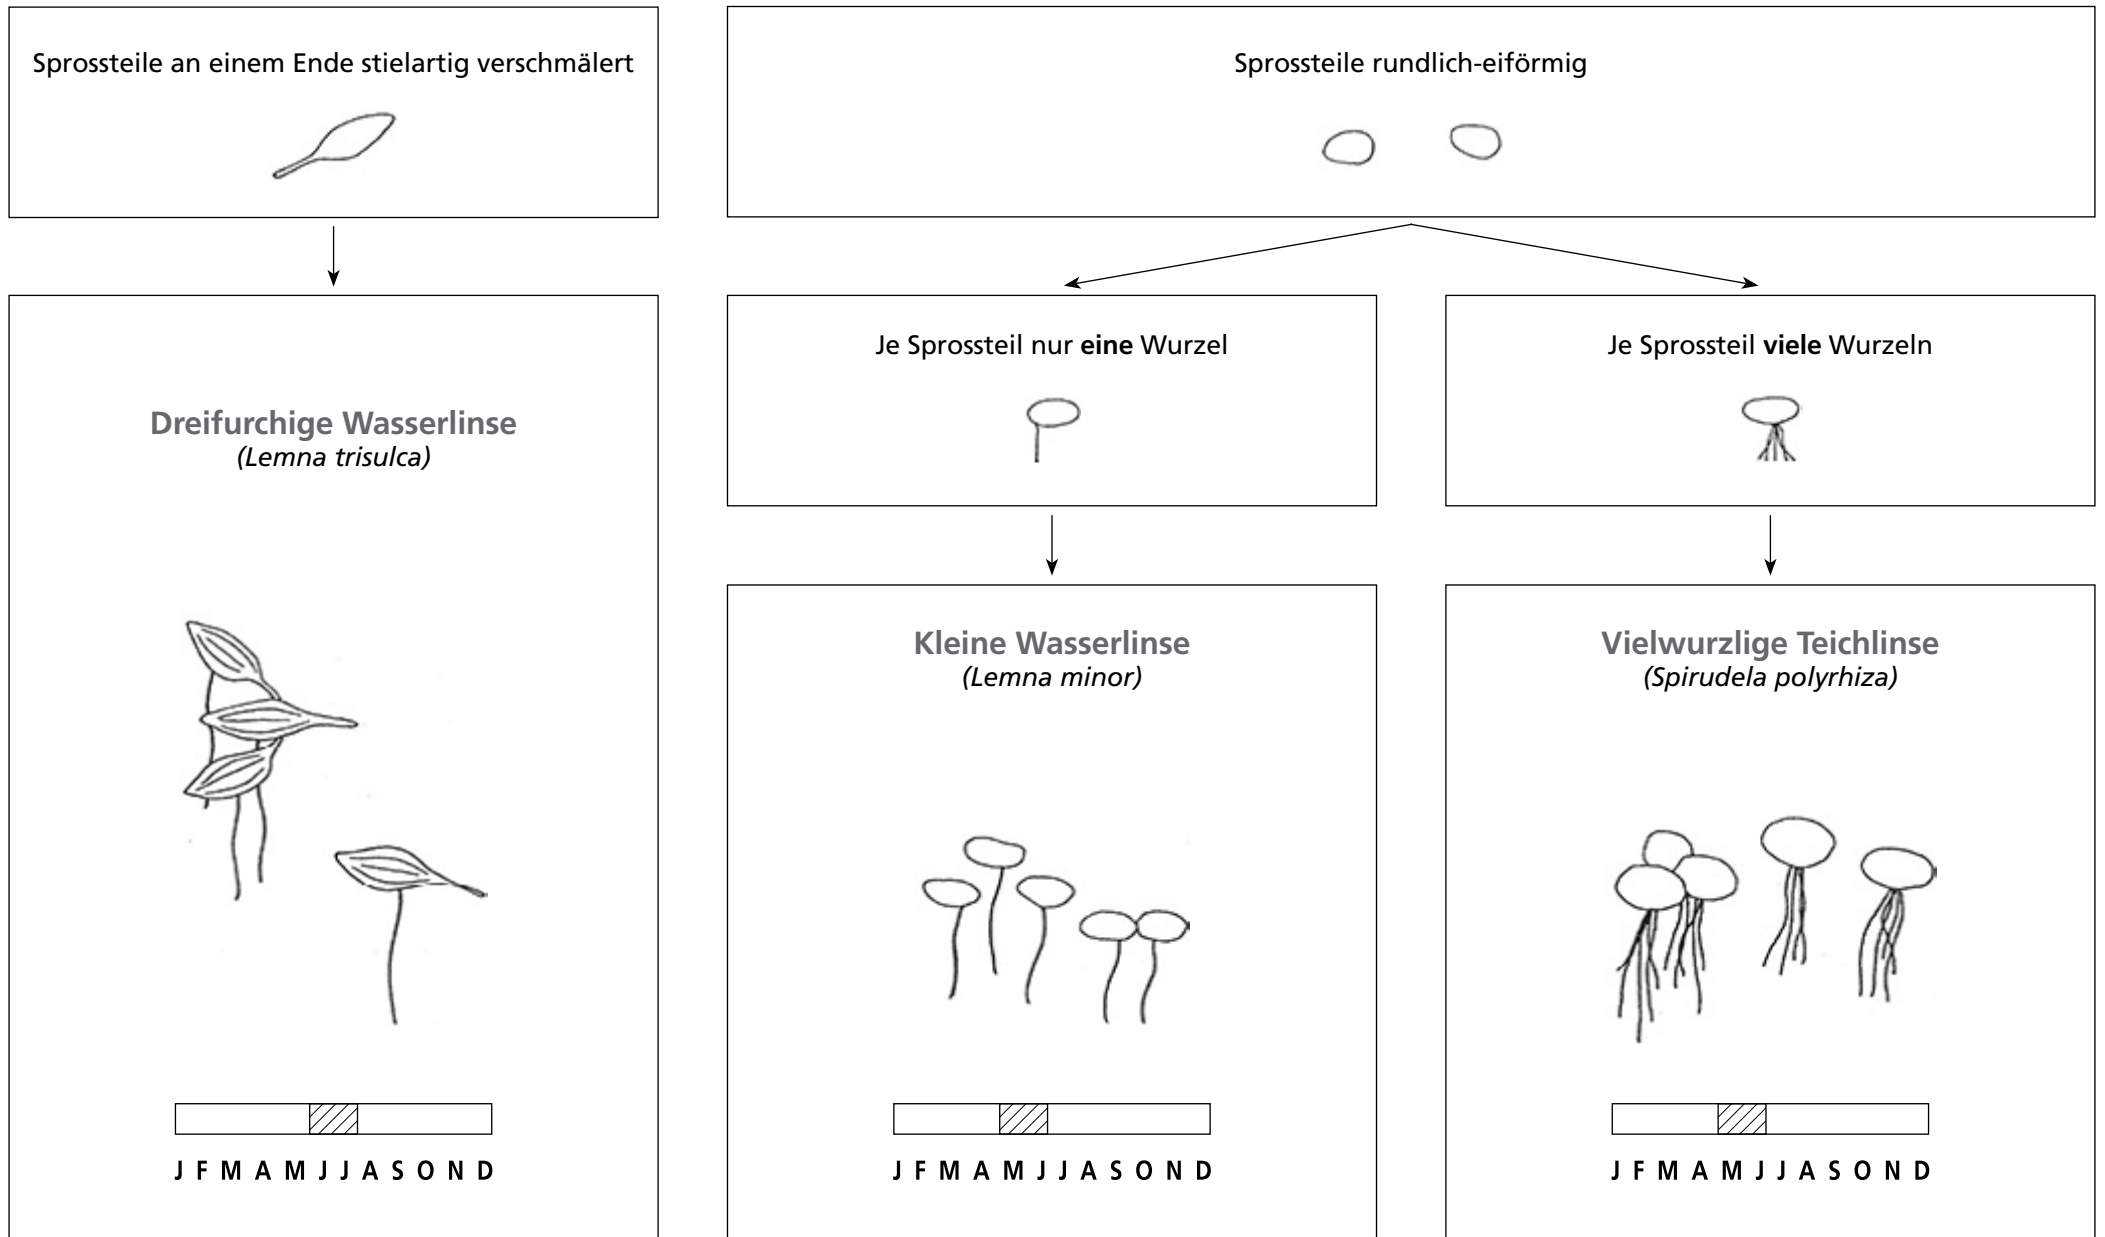 Sprossteile an einem Ende stielartig verschmälert
Sprossteile rundlich-eiförmig
Je Sprossteil nur eine Wurzel
Je Sprossteil viele Wurzeln
Dreifurchige Wasserlinse
(Lemna trisulca)
Kleine Wasserlinse
(Lemna minor)
Vielwurzlige Teichlinse
(Spirudela polyrhiza)
J F M A M J J A S O N D
J F M A M J J A S O N D
J F M A M J J A S O N D